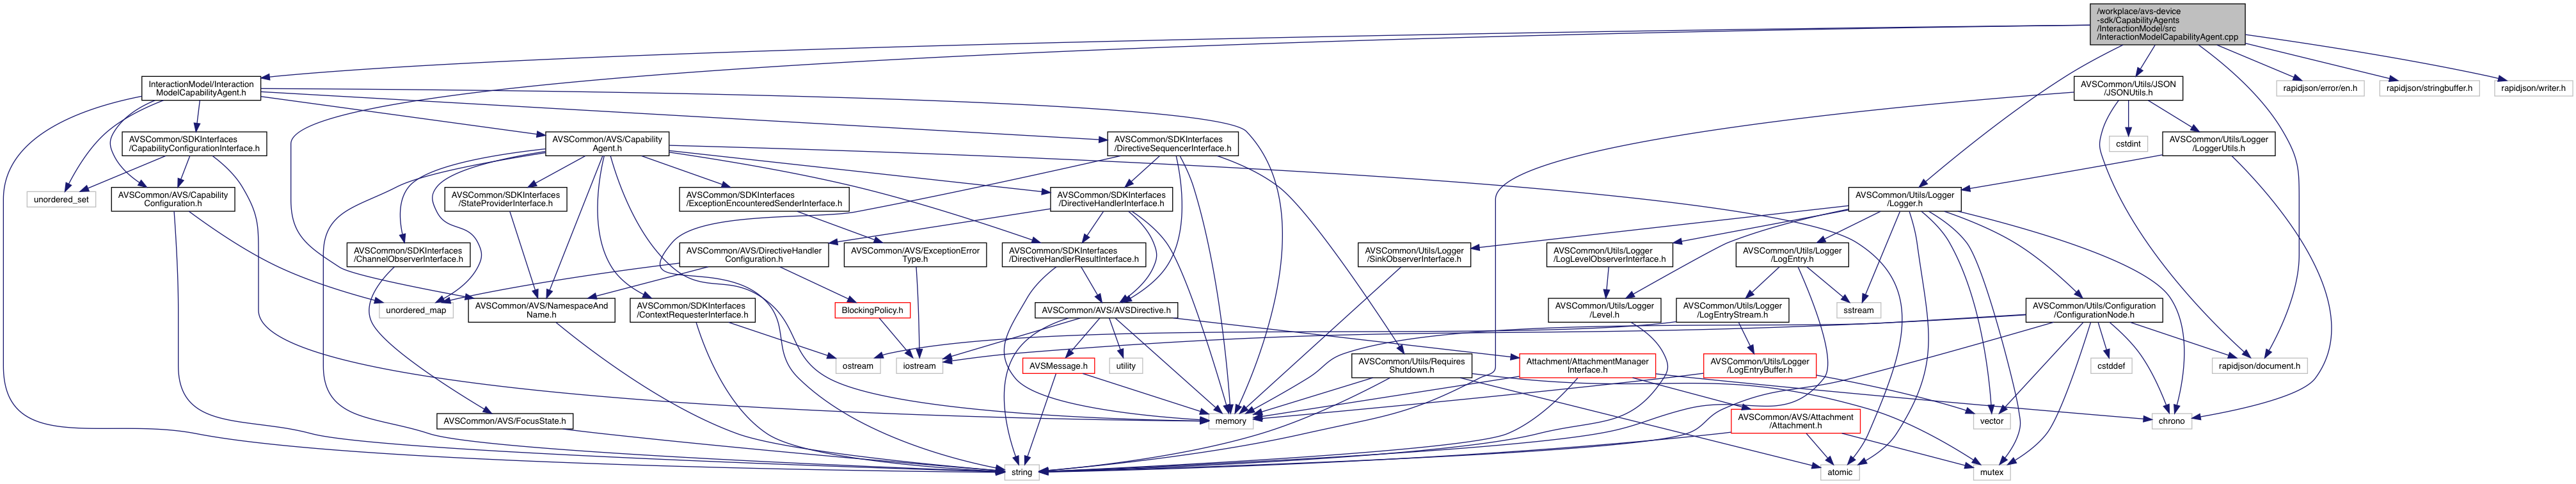 /workplace/avs-device
-sdk/CapabilityAgents
/InteractionModel/src
/InteractionModelCapabilityAgent.cpp
InteractionModel/Interaction
ModelCapabilityAgent.h
AVSCommon/Utils/JSON
/JSONUtils.h
rapidjson/error/en.h
rapidjson/stringbuffer.h
rapidjson/writer.h
AVSCommon/SDKInterfaces
/CapabilityConfigurationInterface.h
AVSCommon/AVS/Capability
Agent.h
AVSCommon/SDKInterfaces
/DirectiveSequencerInterface.h
cstdint
AVSCommon/Utils/Logger
/LoggerUtils.h
unordered_set
AVSCommon/AVS/Capability
Configuration.h
AVSCommon/SDKInterfaces
/StateProviderInterface.h
AVSCommon/SDKInterfaces
/ExceptionEncounteredSenderInterface.h
AVSCommon/SDKInterfaces
/DirectiveHandlerInterface.h
AVSCommon/Utils/Logger
/Logger.h
AVSCommon/SDKInterfaces
/ChannelObserverInterface.h
AVSCommon/AVS/DirectiveHandler
Configuration.h
AVSCommon/AVS/ExceptionError
Type.h
AVSCommon/SDKInterfaces
/DirectiveHandlerResultInterface.h
AVSCommon/Utils/Logger
/SinkObserverInterface.h
AVSCommon/Utils/Logger
/LogLevelObserverInterface.h
AVSCommon/Utils/Logger
/LogEntry.h
unordered_map
AVSCommon/AVS/NamespaceAnd
Name.h
AVSCommon/SDKInterfaces
/ContextRequesterInterface.h
BlockingPolicy.h
AVSCommon/AVS/AVSDirective.h
AVSCommon/Utils/Logger
/Level.h
AVSCommon/Utils/Logger
/LogEntryStream.h
sstream
AVSCommon/Utils/Configuration
/ConfigurationNode.h
ostream
iostream
AVSMessage.h
utility
AVSCommon/Utils/Requires
Shutdown.h
Attachment/AttachmentManager
Interface.h
AVSCommon/Utils/Logger
/LogEntryBuffer.h
cstddef
rapidjson/document.h
AVSCommon/AVS/FocusState.h
memory
AVSCommon/AVS/Attachment
/Attachment.h
vector
chrono
string
atomic
mutex